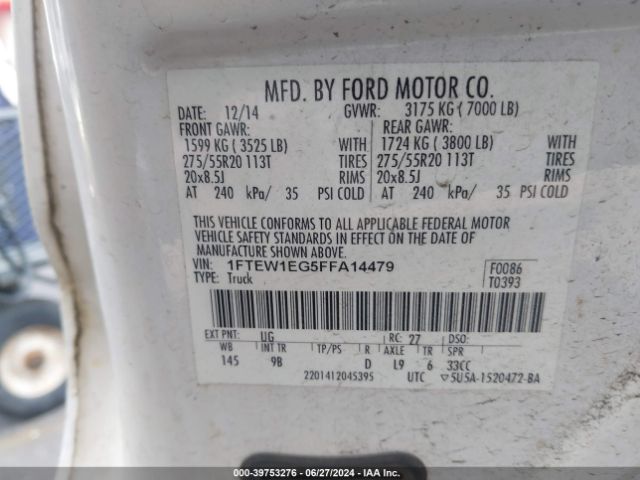 MFD. BY FORD MOTOR CO.
DATE: 12/14 GVWR: 3175 KG ( 7000 LB)
FRONT GAWR: REAR GAWR:
1599 KG ( 3525 LB) WITH 1724 KG ( 3800 LB) WITH
275/55R20 113T TIRES 275/55R20 113T TIRES
20x8.5J RIMS 20x8.5J RIMS
AT 240 kPa/ 35 PSI COLD AT 240 kPa/ 35 PSI COLD
THIS VEHICLE CONFORMS TO ALL APPLICABLE FEDERAL MOTOR
VEHICLE SAFETY STANDARDS IN EFFECT ON THE DATE OF
MANUFACTURE SHOWN ABOVE.
VIN: 1FTEW1EG5FFA14479 F0086
TYPE: Truck T0393
EXT PNT: UG RC: 27 DSO:
WB INT TR TP/PS R AXLE TR SPR
145 9B D L9 6 33CC
2201412045395 UTC ▽5U5A-1520472-BA
000-39753276 | 06/27/2024 | IAA Inc.